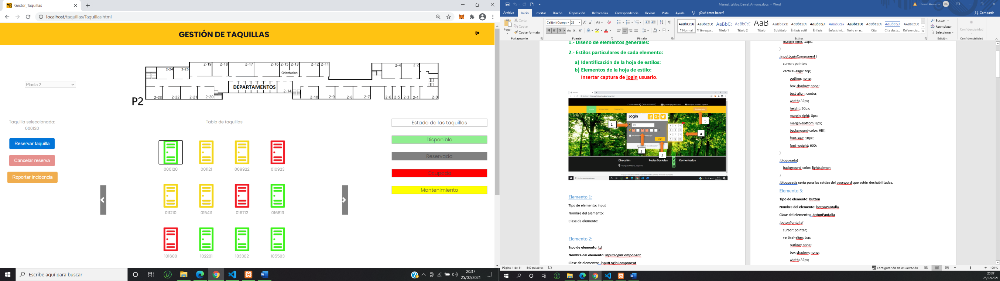 Gestor_Taquillas
localhost/taquillas/Taquillas.html
GESTIÓN DE TAQUILLAS
Planta 2
2-24
2-25
2-19
2-18
2-17
2-16
2-15
2-13
2-12
2-11
2-4
2-2
Orientacion
DEPARTAMENTOS
2-14
2-23
2-22
2-21
2-20
2-10
2-9
2-8
2-7
2-6
2-5
2-3
2-1
2-0
P2
Taquilla seleccionada:
000120
Tabla de taquillas
Estado de las taquillas
Reservar taquilla
Cancelar reserva
Reportar incidencia
Disponible
Reservada
Ocupada
Mantenimiento
000120
001121
009922
010923
011210
015411
016712
016813
101600
102201
103302
105503
Escribe aquí para buscar
20:37
25/02/2021
Manual_Estilos_Daniel_Amoros.docx - Word
Daniel Amoros
DA
Archivo
Inicio
Insertar
Diseño
Disposición
Referencias
Correspondencia
Revisar
Vista
Ayuda
¿Qué desea hacer?
Compartir
Pegar
Cortar
Copiar
Copiar formato
Portapapeles
Calibri (Cuerpo
26
Fuente
Párrafo
¶ Normal
¶ Sin espa...
Título 1
Título 2
Título
Subtítulo
Énfasis sutil
Énfasis
Énfasis int...
Texto en n...
Cita
Cita desta...
Referencia...
Estilos
Buscar
Reemplazar
Seleccionar
Edición
Confidencialidad
Confidencialidad
1.- Diseño de elementos generales:
2.- Estilos particulares de cada elemento:
a) Identificación de la hoja de estilos:
b) Elementos de la hoja de estilo:
Insertar captura de login usuario.
Login
1
2
3
4
5
Login
Dirección
Redes Sociales
Comentarios
Aranjuez Madrid , España
Elemento 1:
Tipo de elemento: input
Nombre del elemento:
Clase de elemento:
Elemento 2:
Tipo de elemento: td
Nombre del elemento: inputLoginComponent
Clase de elemento: .inputLoginComponent
margin-right: 18px;
}
.inputLoginComponent {
cursor: pointer;
vertical-align: top;
outline: none;
box-shadow: none;
text-align: center;
width: 32px;
height: 30px;
margin-right: 8px;
margin-bottom: 8px;
background-color: #fff;
font-size: 18px;
font-weight: 600;
}
.bloqueada{
background-color: lightsalmon;
}
.bloqueada sería para las celdas del password que estén deshabilitadas.
Elemento 3:
Tipo de elemento: button
Nombre del elemento: botonPantalla
Clase del elemento: .botonPantalla
.botonPantalla{
cursor: pointer;
vertical-align: top;
outline: none;
box-shadow: none;
width: 32px;
Página 1 de 11
549 palabras
Configuración de visualización
100 %
20:37
25/02/2021